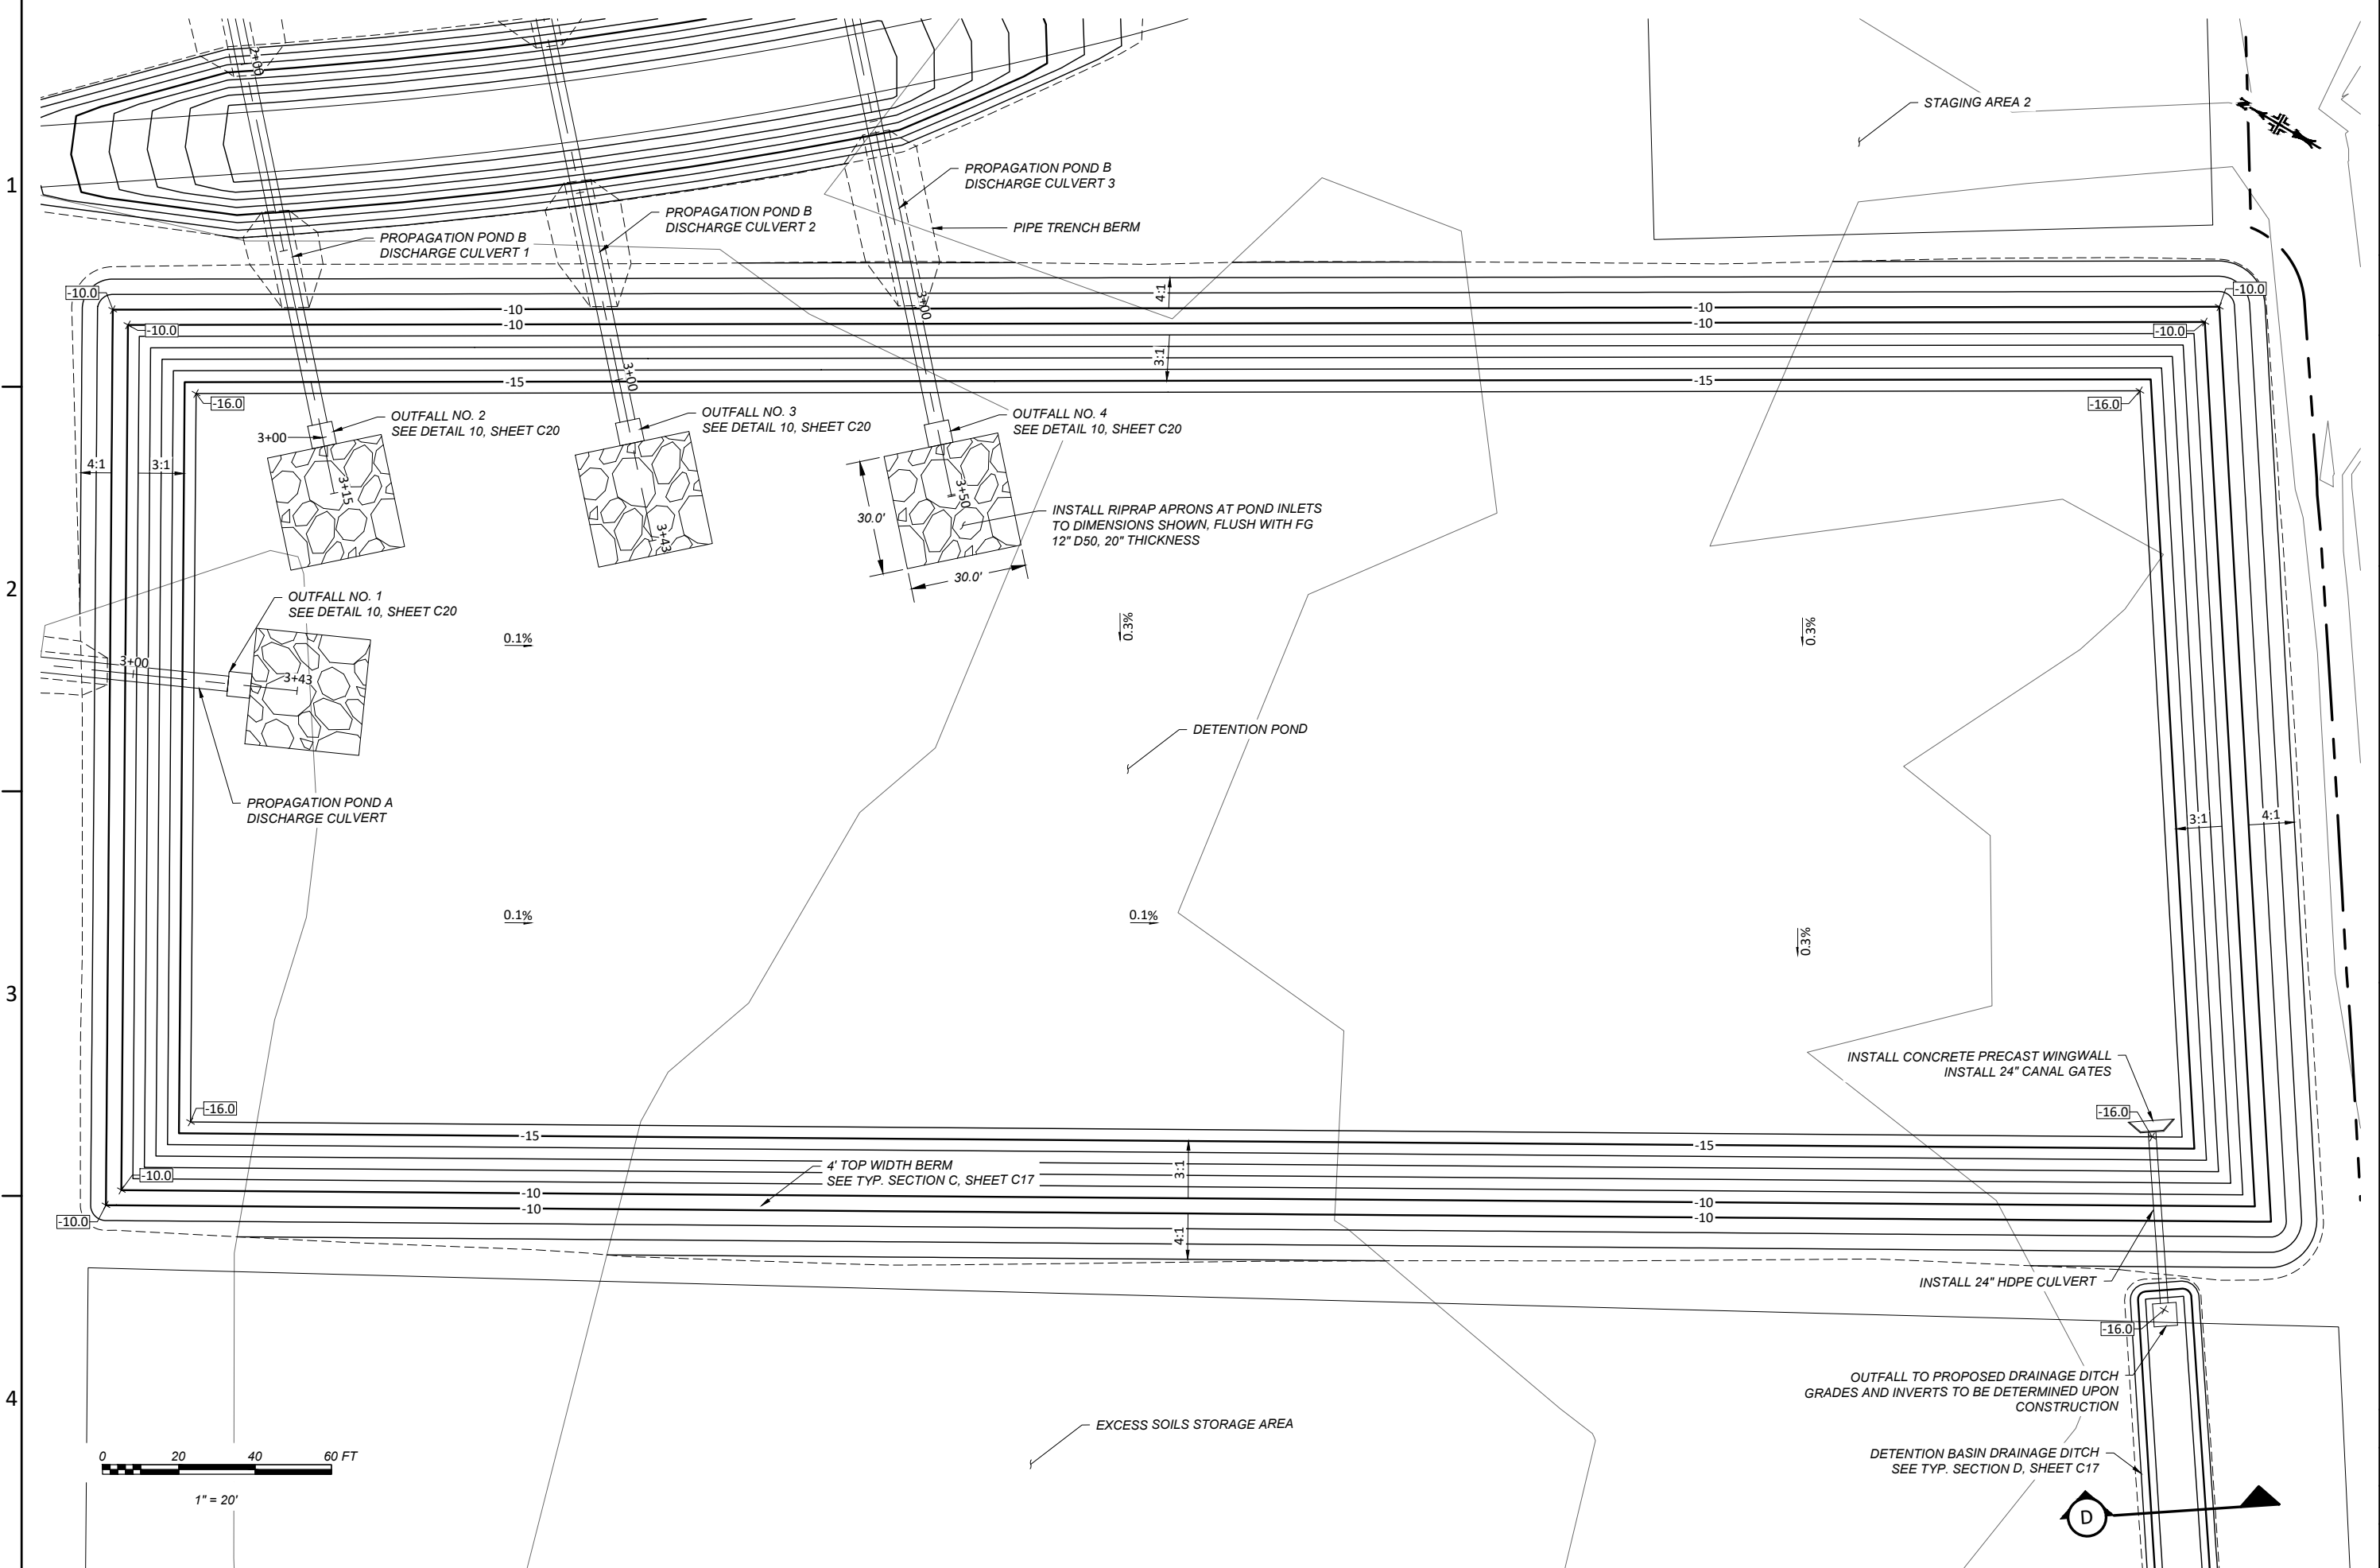 2+00
STAGING AREA 2
N
1
PROPAGATION POND B
DISCHARGE CULVERT 3
PROPAGATION POND B
DISCHARGE CULVERT 2
PIPE TRENCH BERM
PROPAGATION POND B
DISCHARGE CULVERT 1
-10.0
4:1
-10.0
-10
-10
3+00
-10.0
-10
-10
-10.0
3:1
3+00
-15
-15
-16.0
-16.0
OUTFALL NO. 2
SEE DETAIL 10, SHEET C20
OUTFALL NO. 3
SEE DETAIL 10, SHEET C20
OUTFALL NO. 4
SEE DETAIL 10, SHEET C20
3+00
4:1
3:1
3+15
3+43
3+50
30.0'
30.0'
INSTALL RIPRAP APRONS AT POND INLETS
TO DIMENSIONS SHOWN, FLUSH WITH FG
12" D50, 20" THICKNESS
2
OUTFALL NO. 1
SEE DETAIL 10, SHEET C20
0.1%
0.3%
0.3%
3+00
3+43
DETENTION POND
PROPAGATION POND A
DISCHARGE CULVERT
3:1
4:1
0.1%
0.1%
0.3%
3
INSTALL CONCRETE PRECAST WINGWALL
INSTALL 24" CANAL GATES
-16.0
-16.0
-15
-15
4' TOP WIDTH BERM
SEE TYP. SECTION C, SHEET C17
3:1
-10.0
-10
-10
-10
-10
-10.0
4:1
INSTALL 24" HDPE CULVERT
-16.0
OUTFALL TO PROPOSED DRAINAGE DITCH
GRADES AND INVERTS TO BE DETERMINED UPON
CONSTRUCTION
4
EXCESS SOILS STORAGE AREA
DETENTION BASIN DRAINAGE DITCH
SEE TYP. SECTION D, SHEET C17
0 20 40 60 FT
1" = 20'
D